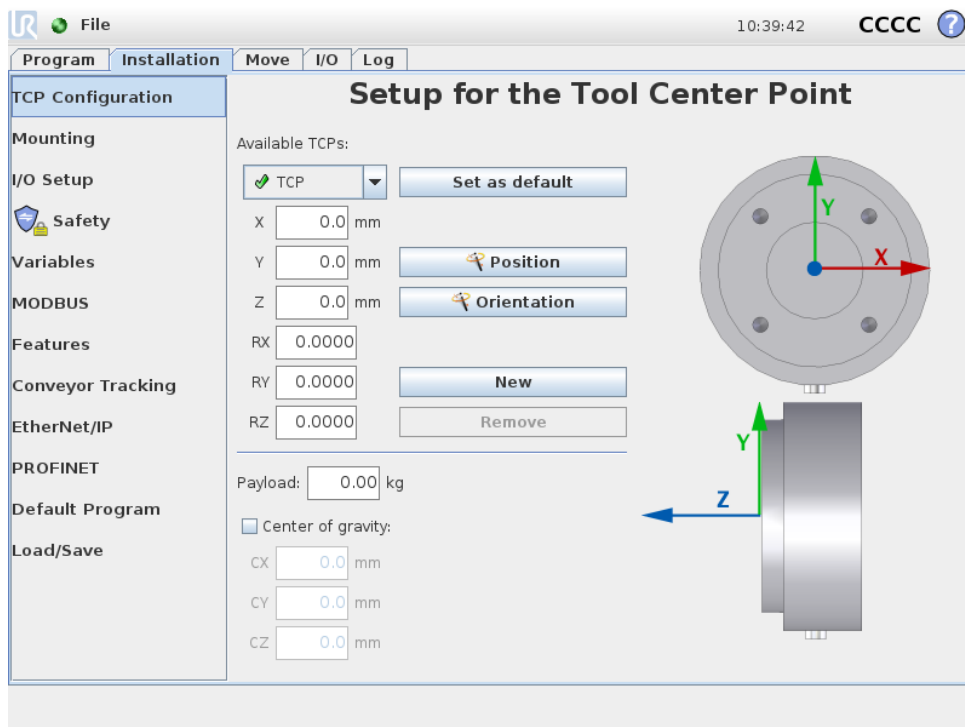 UR File 10:39:42 CCCC ?
Program Installation Move I/O Log
TCP Configuration
Mounting
I/O Setup
Safety
Variables
MODBUS
Features
Conveyor Tracking
EtherNet/IP
PROFINET
Default Program
Load/Save
Setup for the Tool Center Point
Available TCPs:
TCP Set as default
X 0.0 mm
Y 0.0 mm Position
Z 0.0 mm Orientation
RX 0.0000
RY 0.0000 New
RZ 0.0000 Remove
Payload: 0.00 kg
Center of gravity:
CX 0.0 mm
CY 0.0 mm
CZ 0.0 mm
Y
X
Y
Z